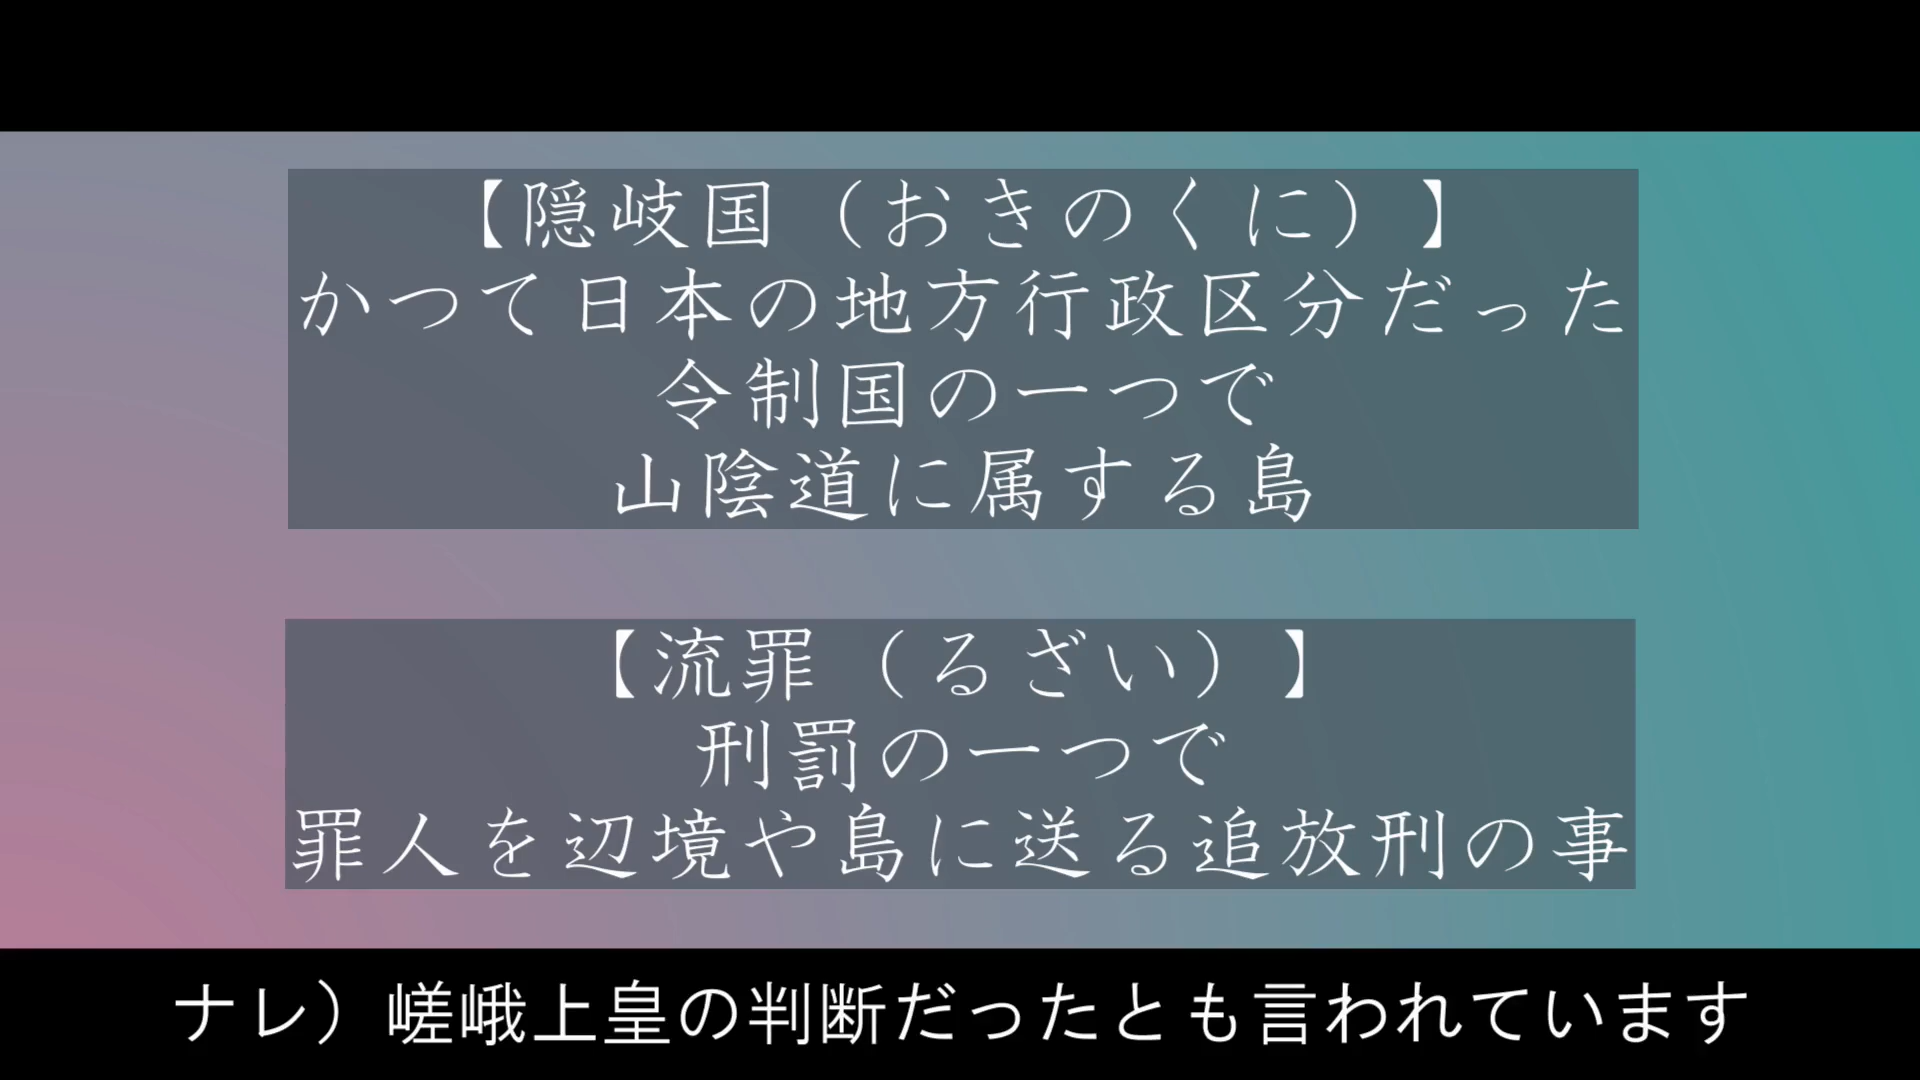 【隠岐国（おきのくに）】
かつて日本の地方行政区分だった
令制国の一つで
山陰道に属する島
【流罪（るざい）】
刑罰の一つで
罪人を辺境や島に送る追放刑の事
ナレ）嵯峨上皇の判断だったとも言われています